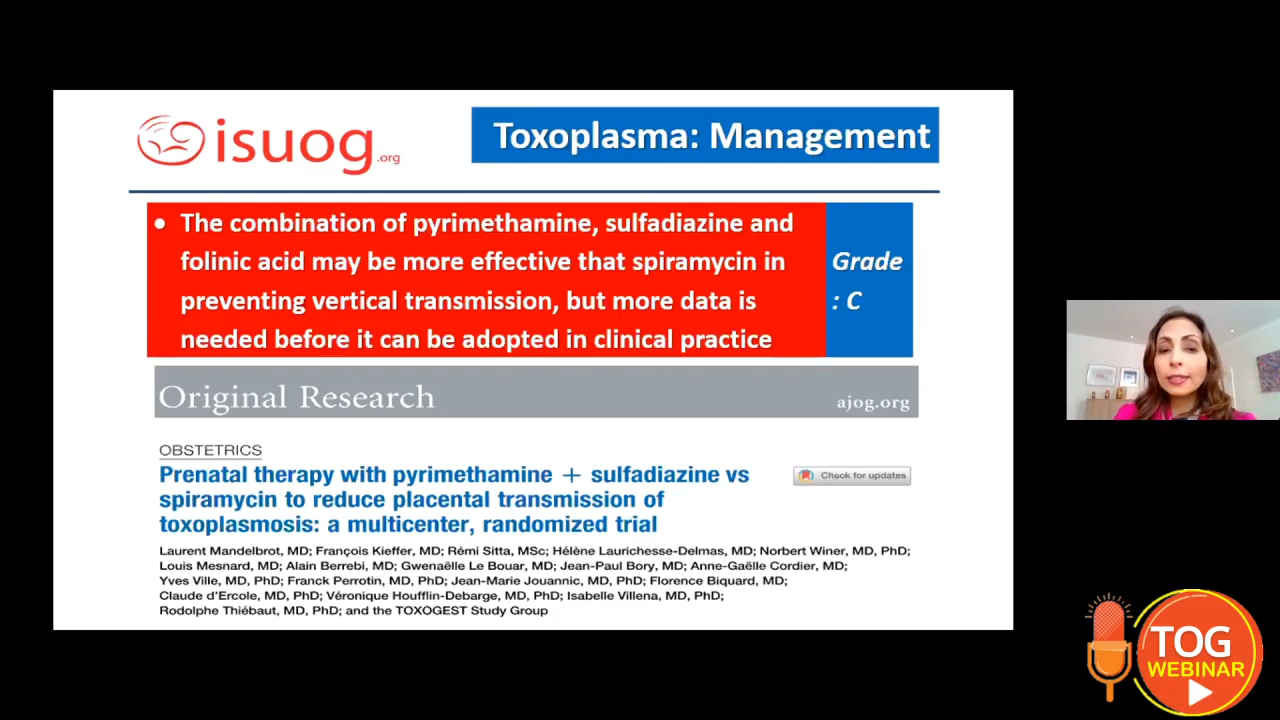 isuog.org
Toxoplasma: Management
• The combination of pyrimethamine, sulfadiazine and
folinic acid may be more effective that spiramycin in
preventing vertical transmission, but more data is
needed before it can be adopted in clinical practice
Grade
: C
Original Research
ajog.org
OBSTETRICS
Prenatal therapy with pyrimethamine + sulfadiazine vs
spiramycin to reduce placental transmission of
toxoplasmosis: a multicenter, randomized trial
Check for updates
Laurent Mandelbrot, MD; François Kieffer, MD; Rémi Sitta, MSc; Hélène Laurichesse-Delmas, MD; Norbert Winer, MD, PhD;
Louis Mesnard, MD; Alain Berrebi, MD; Gwenaëlle Le Bouar, MD; Jean-Paul Bory, MD; Anne-Gaëlle Cordier, MD;
Yves Ville, MD, PhD; Franck Perrotin, MD, PhD; Jean-Marie Jouannic, MD, PhD; Florence Biquard, MD;
Claude d'Ercole, MD, PhD; Véronique Houfflin-Debarge, MD, PhD; Isabelle Villena, MD, PhD;
Rodolphe Thiébaut, MD, PhD; and the TOXOGEST Study Group
TOG
WEBINAR